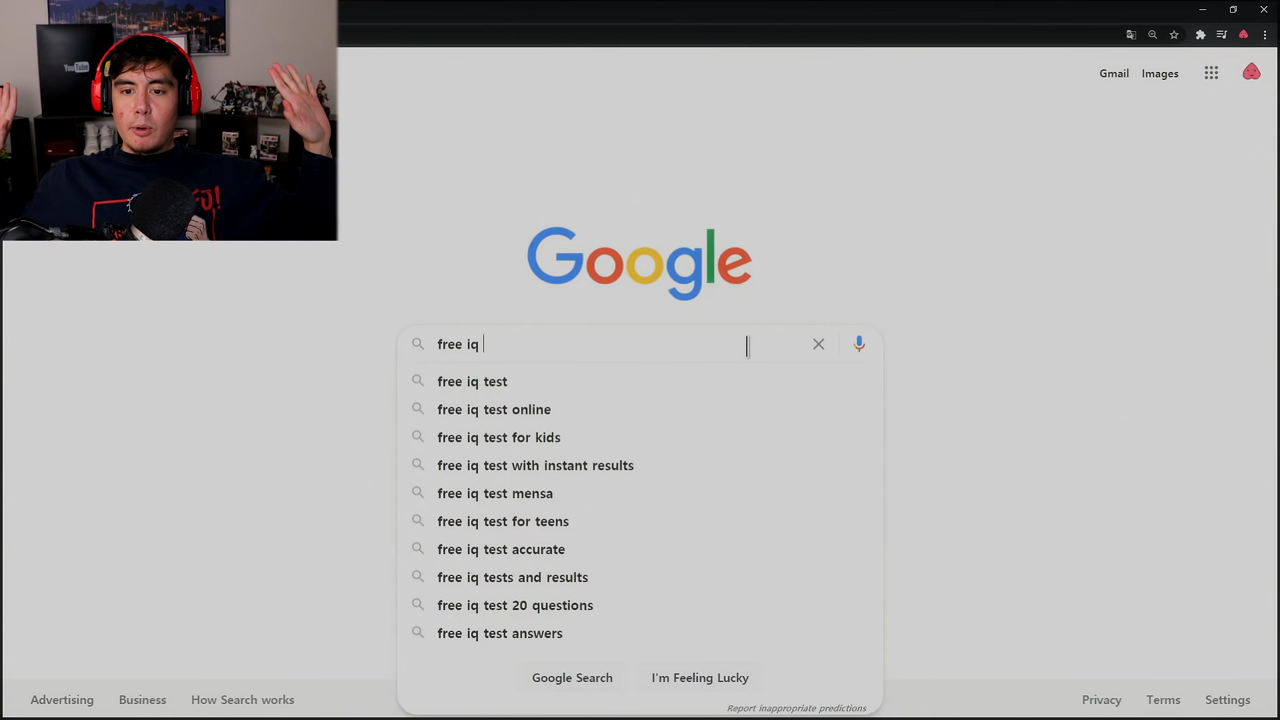 YouTube
Gmail Images
Google
free iq
free iq test
free iq test online
free iq test for kids
free iq test with instant results
free iq test mensa
free iq test for teens
free iq test accurate
free iq tests and results
free iq test 20 questions
free iq test answers
Google Search I'm Feeling Lucky
Report inappropriate predictions
Advertising Business How Search works Privacy Terms Settings